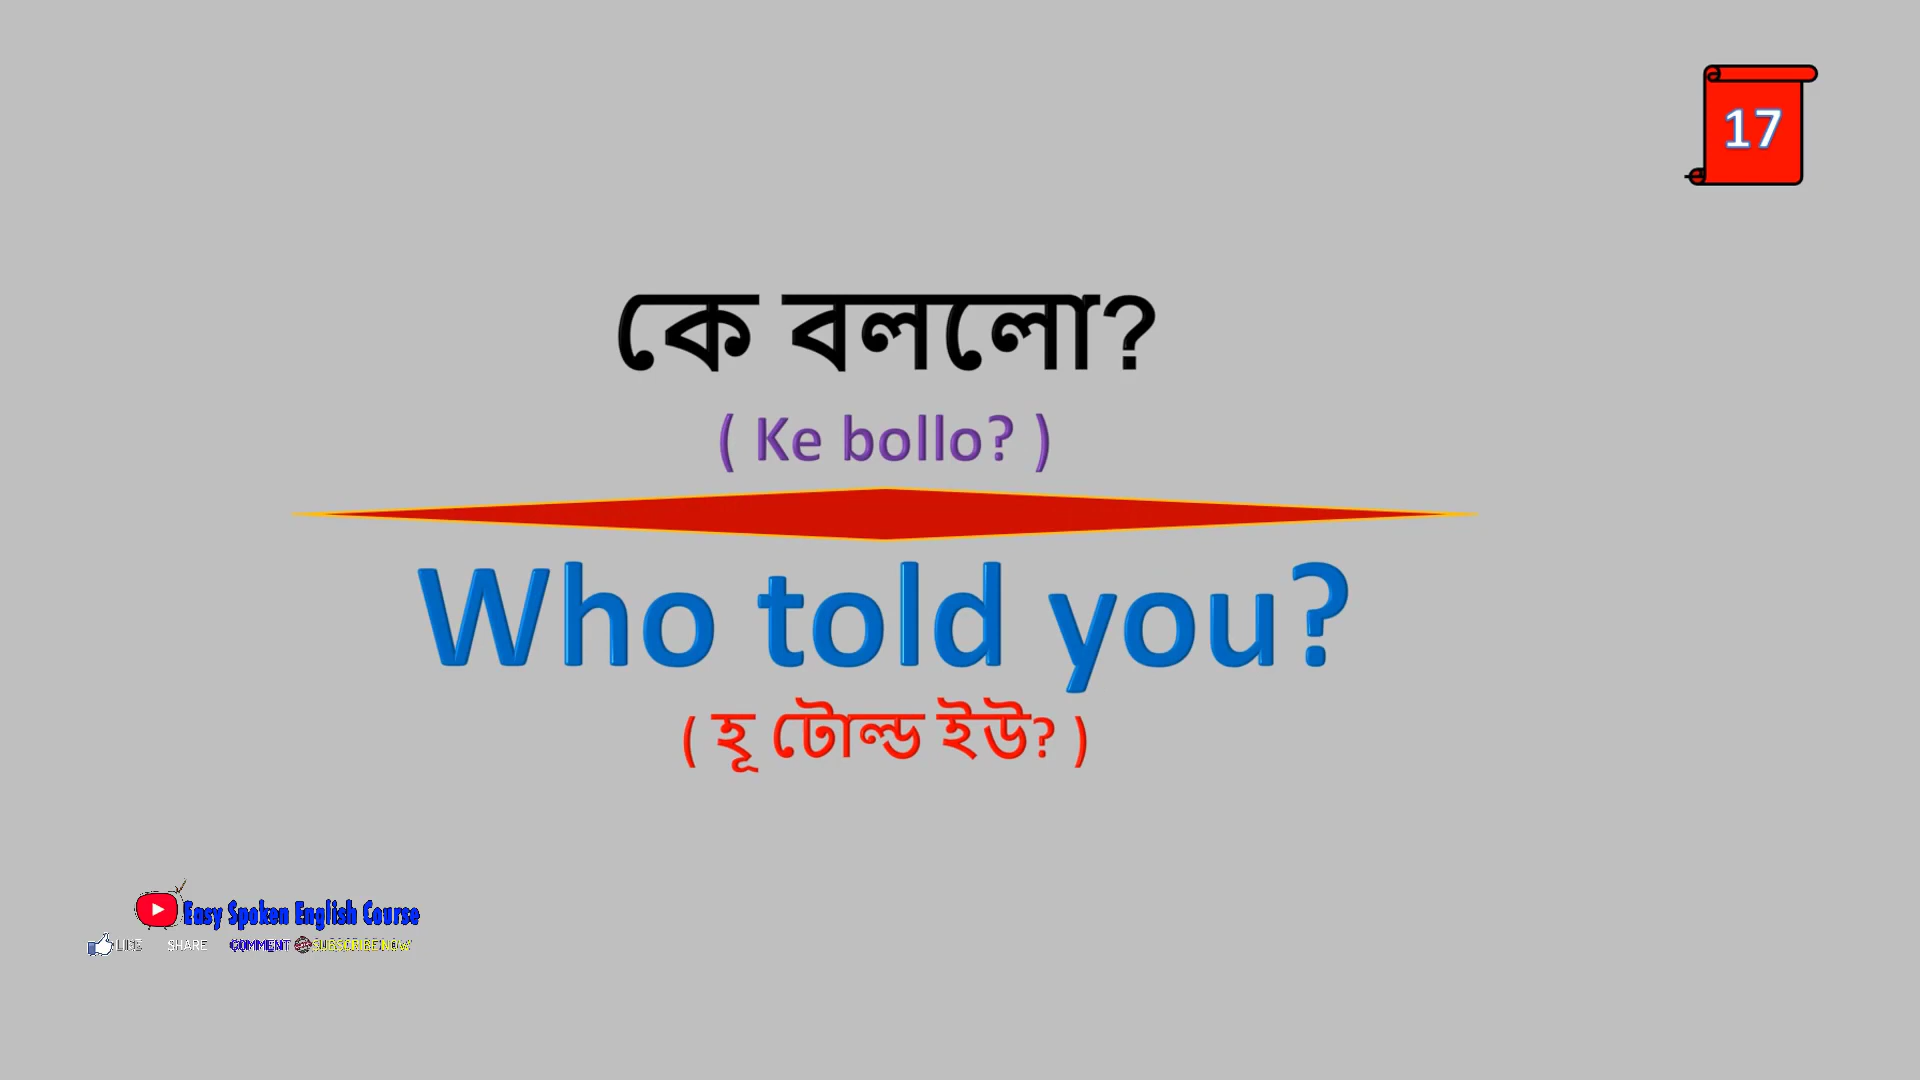 17
কে বললো?
( Ke bollo? )
Who told you?
( হূ টোল্ড ইউ? )
Easy Spoken English Course
LIKE SHARE COMMENT SUBSCRIBE NOW